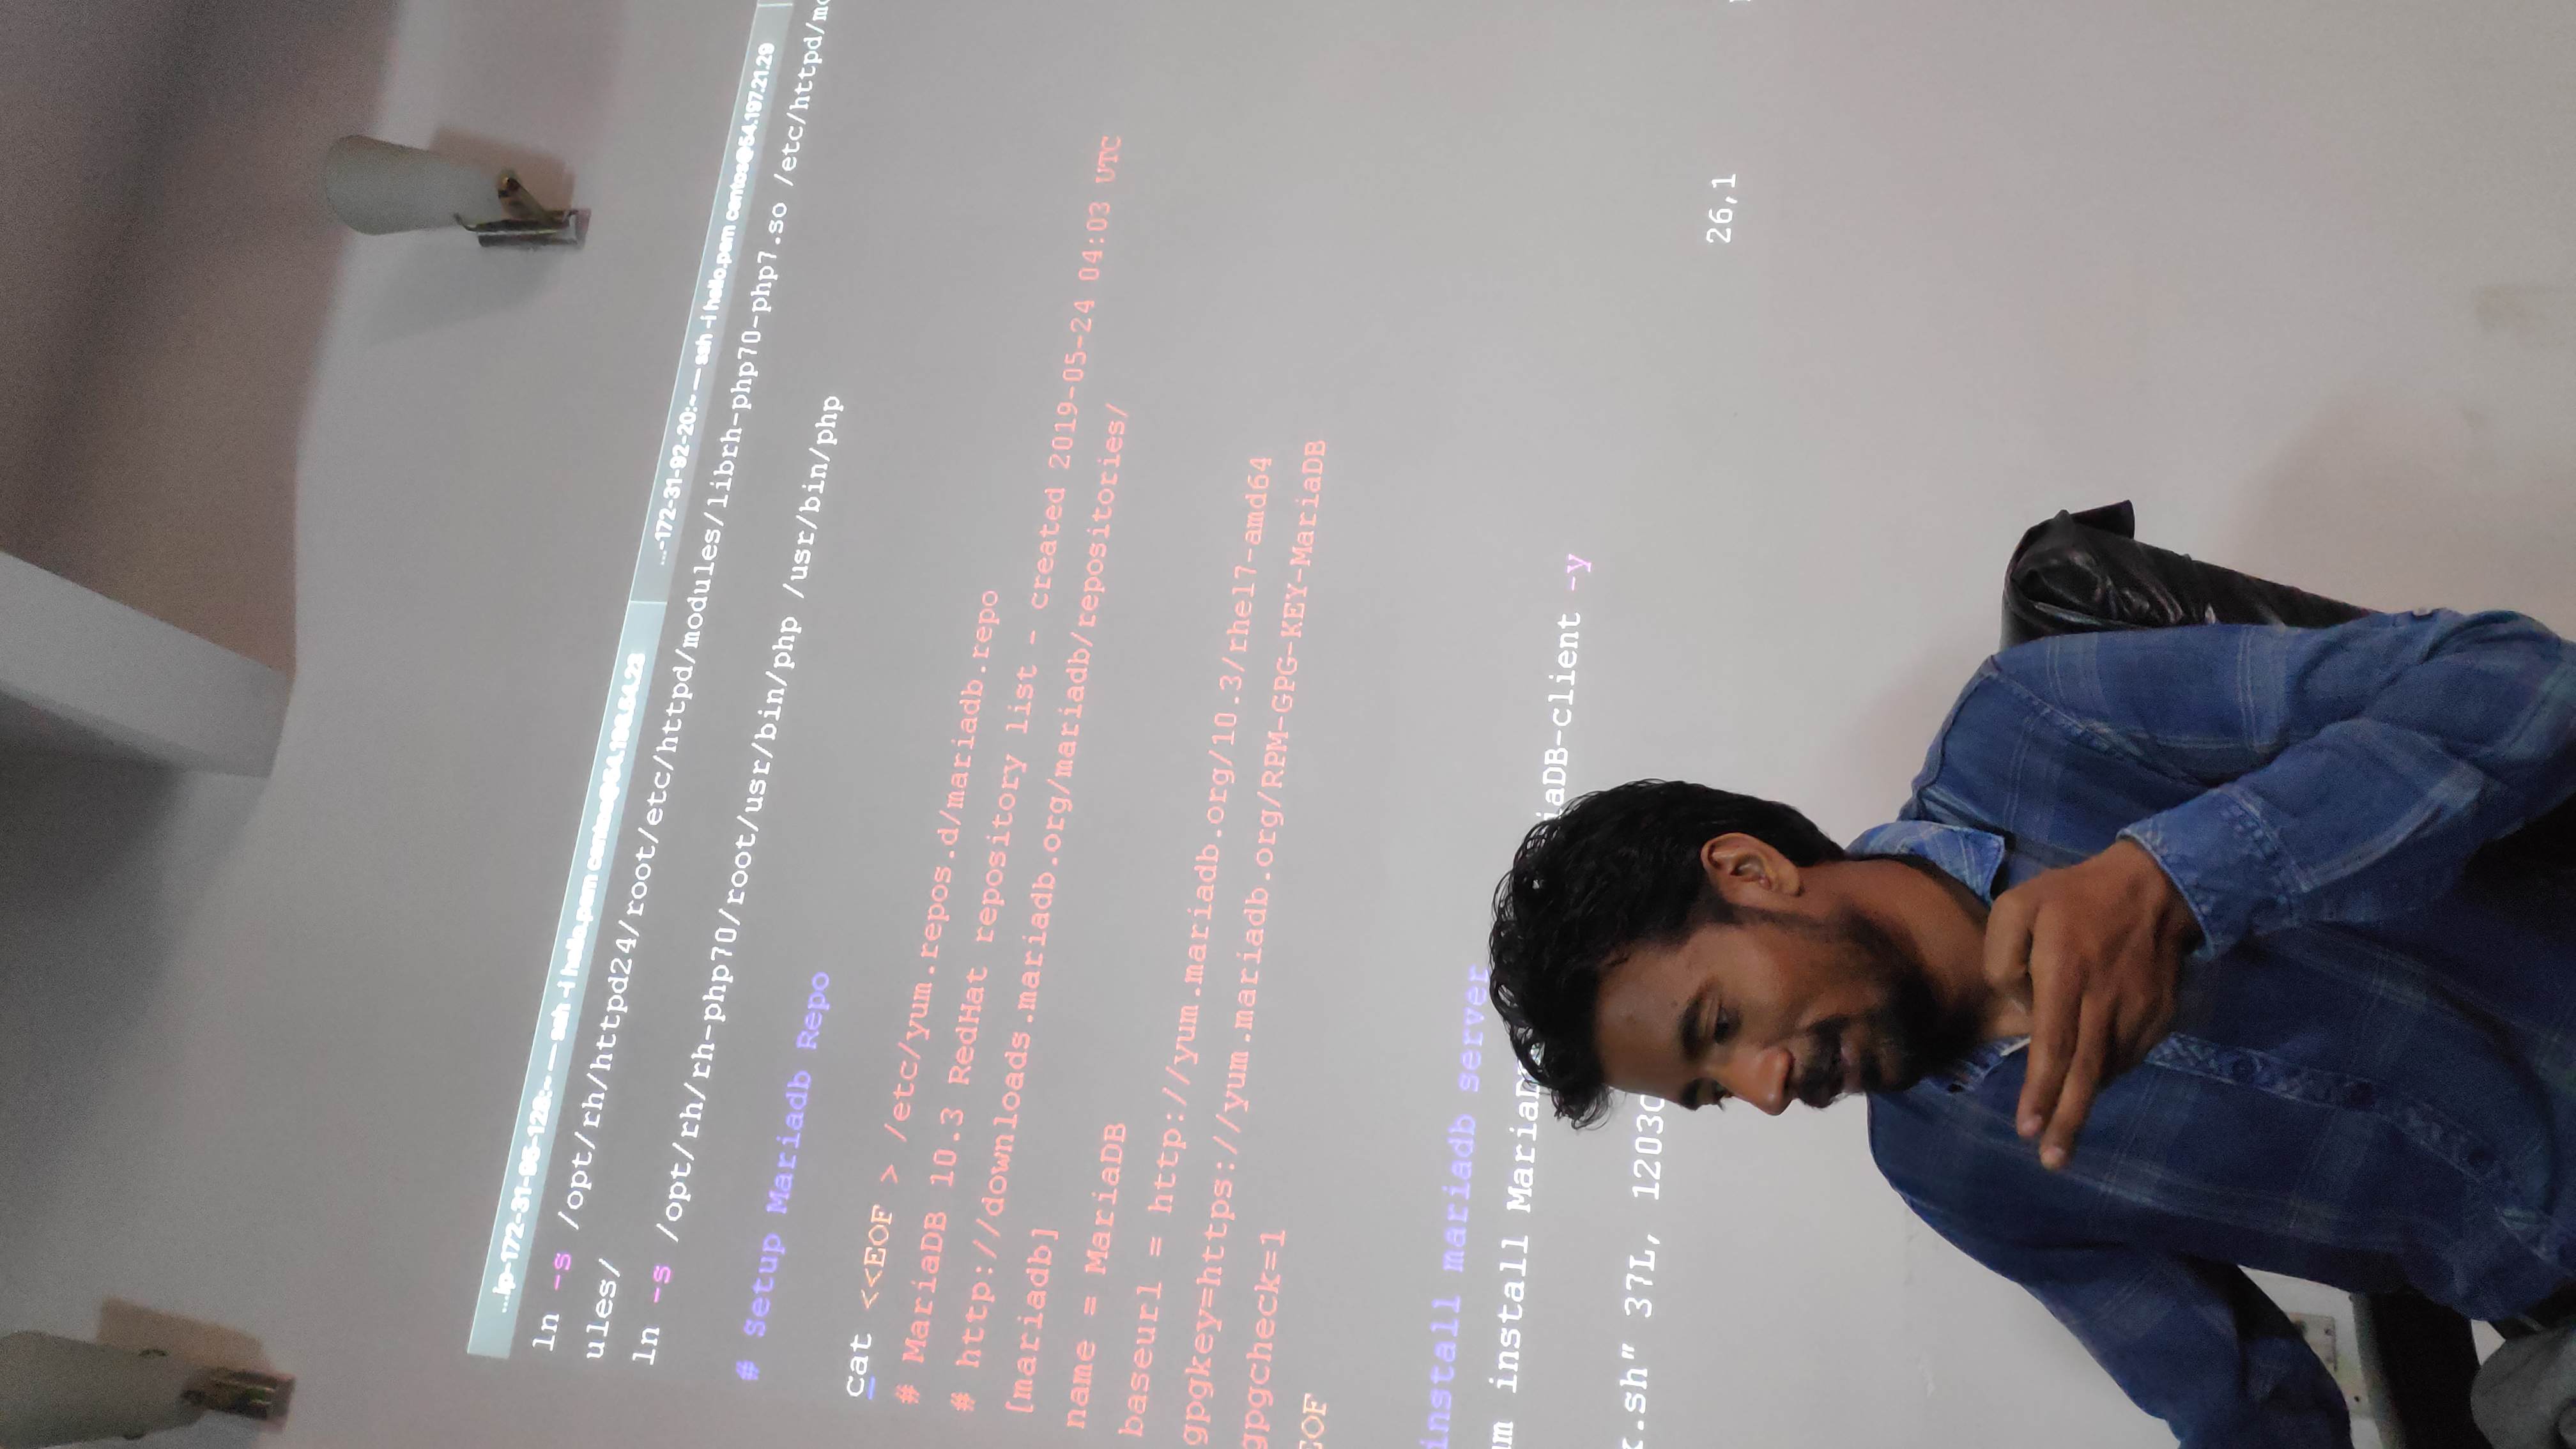 ...ip-172-31-95-128:~ — ssh -i hello.pem centos@54.196.54.23
...-172-31-92-20:~ — ssh -i hello.pem centos@54.197.21.29
ln -s /opt/rh/httpd24/root/etc/httpd/modules/librh-php70-php7.so /etc/httpd/mo
ules/
ln -s /opt/rh/rh-php70/root/usr/bin/php /usr/bin/php
# Setup Mariadb Repo
cat <<EOF > /etc/yum.repos.d/mariadb.repo
# MariaDB 10.3 RedHat repository list - created 2019-05-24 04:03 UTC
# http://downloads.mariadb.org/mariadb/repositories/
[mariadb]
name = MariaDB
baseurl = http://yum.mariadb.org/10.3/rhel7-amd64
gpgkey=https://yum.mariadb.org/RPM-GPG-KEY-MariaDB
gpgcheck=1
EOF
install mariadb server
um install MariaD iaDB-client -y
k.sh" 37L, 1203C
26,1